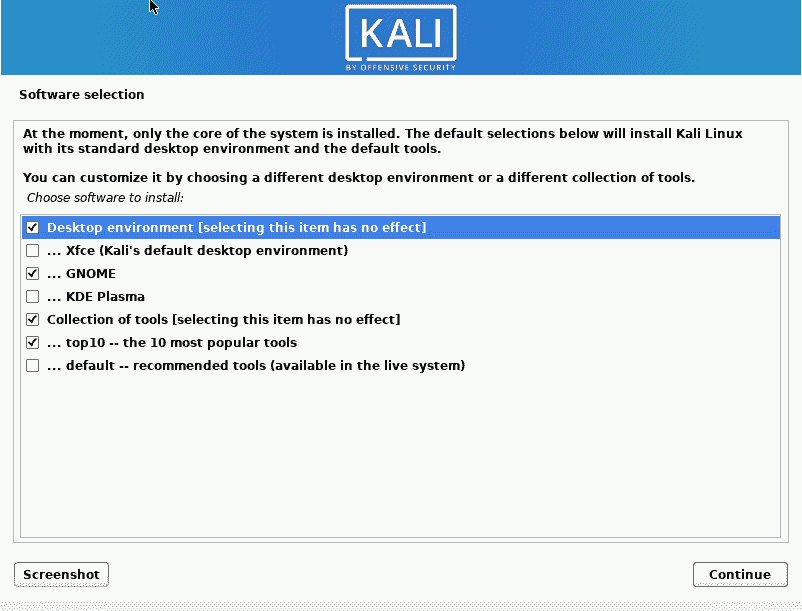 KALI
BY OFFENSIVE SECURITY
Software selection
At the moment, only the core of the system is installed. The default selections below will install Kali Linux
with its standard desktop environment and the default tools.
You can customize it by choosing a different desktop environment or a different collection of tools.
Choose software to install:
Desktop environment [selecting this item has no effect]
... Xfce (Kali's default desktop environment)
... GNOME
... KDE Plasma
Collection of tools [selecting this item has no effect]
... top10 -- the 10 most popular tools
... default -- recommended tools (available in the live system)
Screenshot
Continue